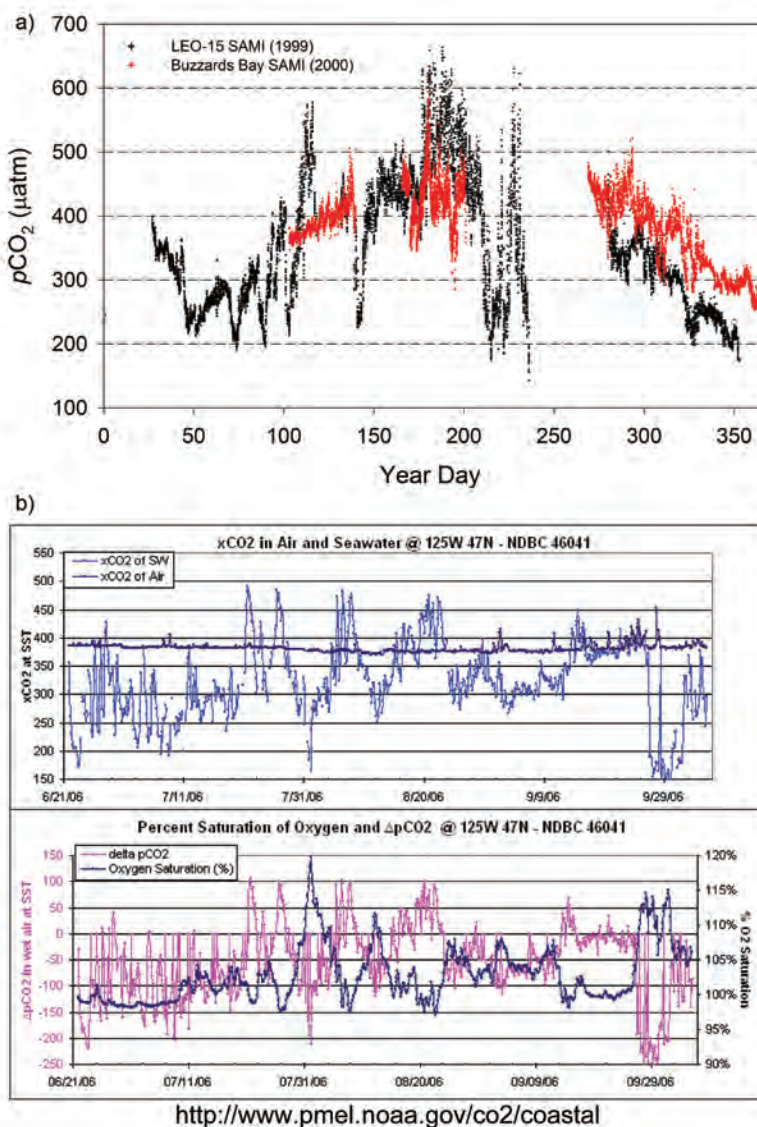 a)
700
600
500
400
300
200
100
pCO2 (µatm)
LEO-15 SAMI (1999)
Buzzards Bay SAMI (2000)
0 50 100 150 200 250 300 350
Year Day
b)
xCO2 in Air and Seawater @ 125W 47N - NDBC 46041
xCO2 of SW
xCO2 of Air
550
500
450
400
350
300
250
200
150
xCO2 at SST
6/21/06 7/11/06 7/31/06 8/20/06 9/9/06 9/29/06
Percent Saturation of Oxygen and ΔpCO2 @ 125W 47N - NDBC 46041
delta pCO2
Oxygen Saturation (%)
150
100
50
0
-50
-100
-150
-200
-250
ΔpCO2 in wet air at SST
120%
115%
110%
105%
100%
95%
90%
% O2 Saturation
06/21/06 07/11/06 07/31/06 08/20/06 09/09/06 09/29/06
http://www.pmel.noaa.gov/co2/coastal